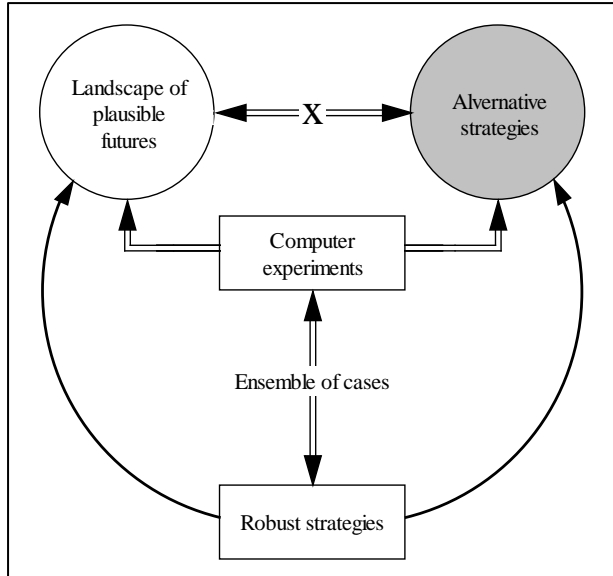 Landscape of
plausible
futures
X
Alvernative
strategies
Computer
experiments
Ensemble of cases
Robust strategies